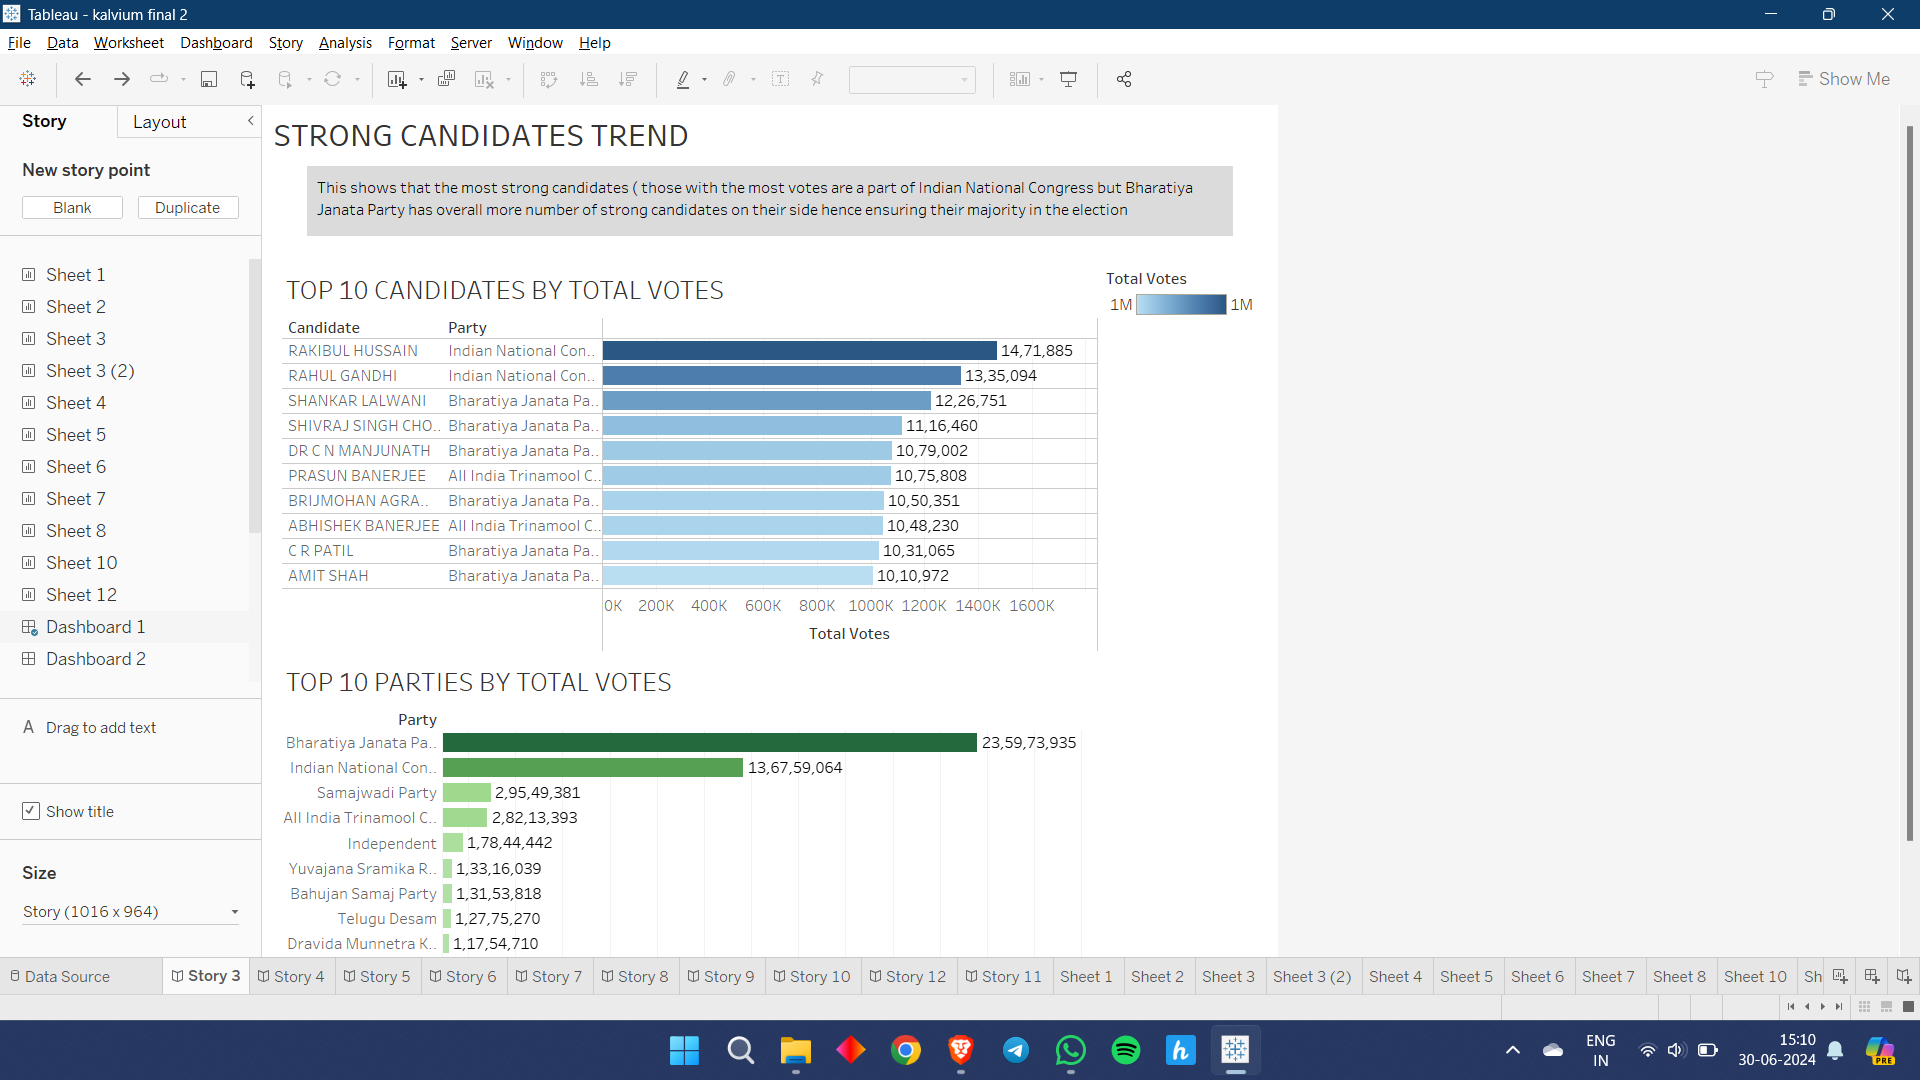 Tableau - kalvium final 2
File Data Worksheet Dashboard Story Analysis Format Server Window Help
Show Me
Story
Layout
New story point
Blank
Duplicate
Sheet 1
Sheet 2
Sheet 3
Sheet 3 (2)
Sheet 4
Sheet 5
Sheet 6
Sheet 7
Sheet 8
Sheet 10
Sheet 12
Dashboard 1
Dashboard 2
A Drag to add text
Show title
Size
Story (1016 x 964)
STRONG CANDIDATES TREND
This shows that the most strong candidates ( those with the most votes are a part of Indian National Congress but Bharatiya
Janata Party has overall more number of strong candidates on their side hence ensuring their majority in the election
TOP 10 CANDIDATES BY TOTAL VOTES
Total Votes
1M 1M
Candidate Party
RAKIBUL HUSSAIN Indian National Con.. 14,71,885
RAHUL GANDHI Indian National Con.. 13,35,094
SHANKAR LALWANI Bharatiya Janata Pa.. 12,26,751
SHIVRAJ SINGH CHO.. Bharatiya Janata Pa.. 11,16,460
DR C N MANJUNATH Bharatiya Janata Pa.. 10,79,002
PRASUN BANERJEE All India Trinamool C.. 10,75,808
BRIJMOHAN AGRA.. Bharatiya Janata Pa.. 10,50,351
ABHISHEK BANERJEE All India Trinamool C.. 10,48,230
C R PATIL Bharatiya Janata Pa.. 10,31,065
AMIT SHAH Bharatiya Janata Pa.. 10,10,972
0K 200K 400K 600K 800K 1000K 1200K 1400K 1600K
Total Votes
TOP 10 PARTIES BY TOTAL VOTES
Party
Bharatiya Janata Pa.. 23,59,73,935
Indian National Con.. 13,67,59,064
Samajwadi Party 2,95,49,381
All India Trinamool C.. 2,82,13,393
Independent 1,78,44,442
Yuvajana Sramika R.. 1,33,16,039
Bahujan Samaj Party 1,31,53,818
Telugu Desam 1,27,75,270
Dravida Munnetra K.. 1,17,54,710
Data Source Story 3 Story 4 Story 5 Story 6 Story 7 Story 8 Story 9 Story 10 Story 12 Story 11 Sheet 1 Sheet 2 Sheet 3 Sheet 3 (2) Sheet 4 Sheet 5 Sheet 6 Sheet 7 Sheet 8 Sheet 10 Sh
ENG
IN
15:10
30-06-2024
PRE